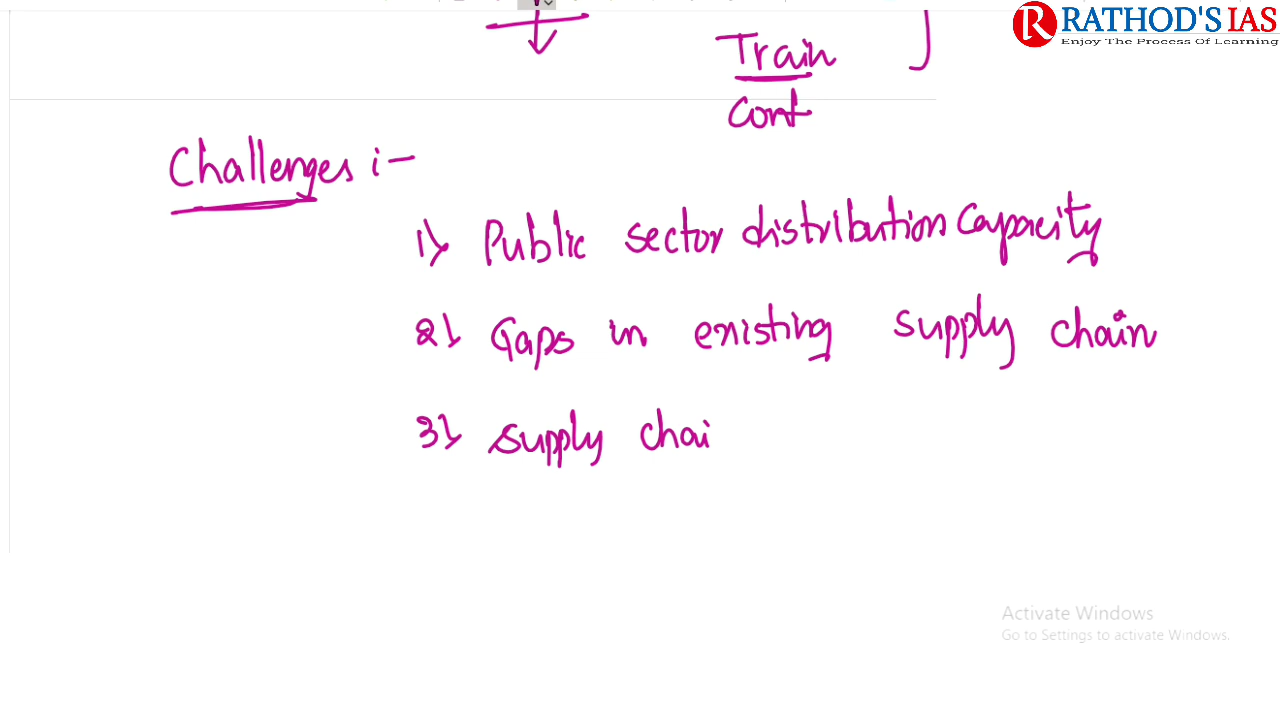 RATHOD'S IAS
Enjoy The Process Of Learning
Train
Cont
Challenges :-
1) Public sector distribution capacity
2) Gaps in existing supply chain
3) supply chai
Activate Windows
Go to Settings to activate Windows.